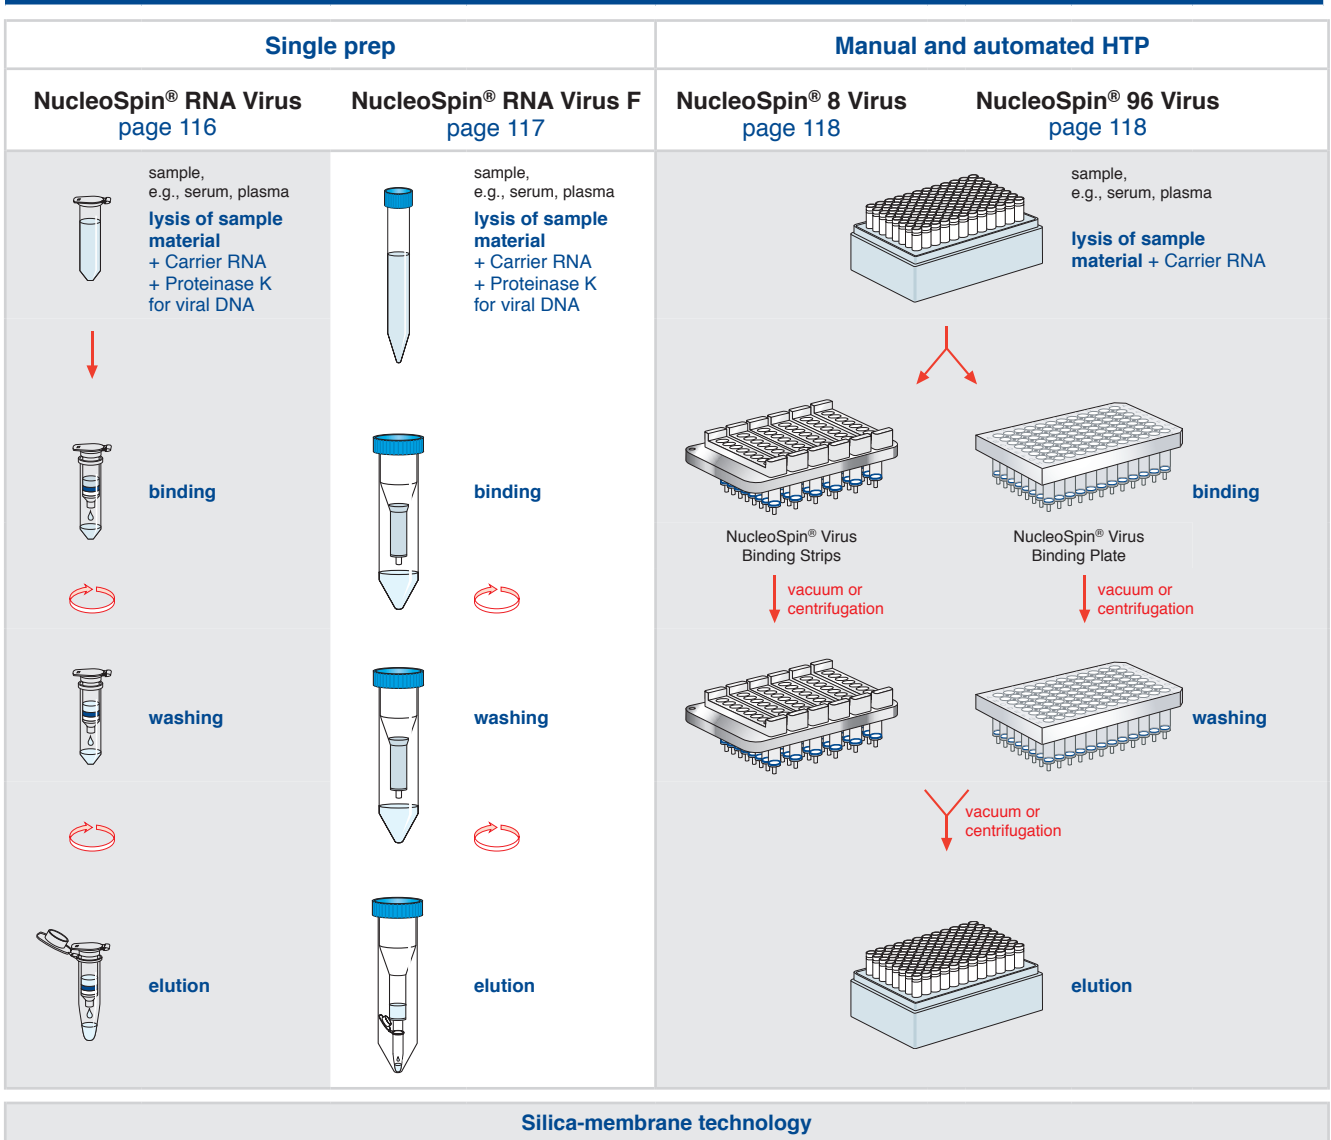 Single prep
Manual and automated HTP
NucleoSpin® RNA Virus
page 116
NucleoSpin® RNA Virus F
page 117
NucleoSpin® 8 Virus
page 118
NucleoSpin® 96 Virus
page 118
sample,
e.g., serum, plasma
lysis of sample
material
+ Carrier RNA
+ Proteinase K
for viral DNA
sample,
e.g., serum, plasma
lysis of sample
material
+ Carrier RNA
+ Proteinase K
for viral DNA
sample,
e.g., serum, plasma
lysis of sample
material + Carrier RNA
binding
binding
binding
NucleoSpin® Virus
Binding Strips
NucleoSpin® Virus
Binding Plate
vacuum or
centrifugation
vacuum or
centrifugation
washing
washing
washing
vacuum or
centrifugation
elution
elution
elution
Silica-membrane technology